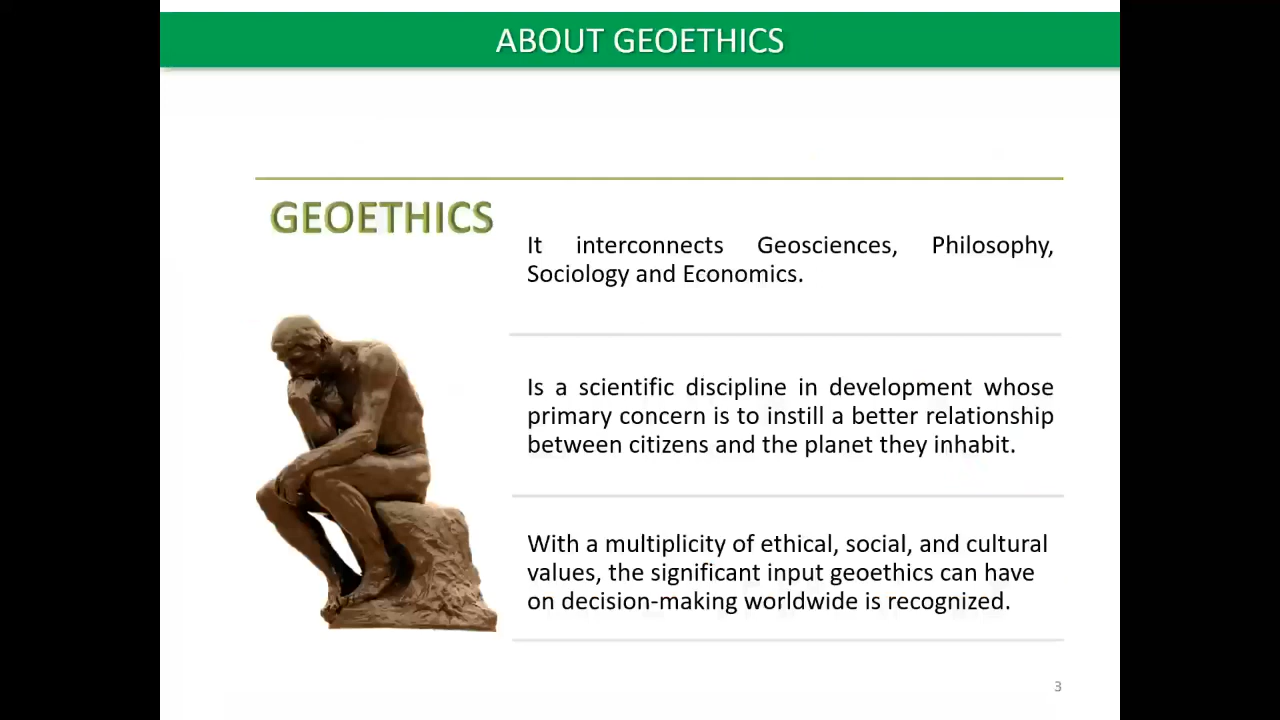 ABOUT GEOETHICS
GEOETHICS
It interconnects Geosciences, Philosophy,
Sociology and Economics.
Is a scientific discipline in development whose
primary concern is to instill a better relationship
between citizens and the planet they inhabit.
With a multiplicity of ethical, social, and cultural
values, the significant input geoethics can have
on decision-making worldwide is recognized.
3